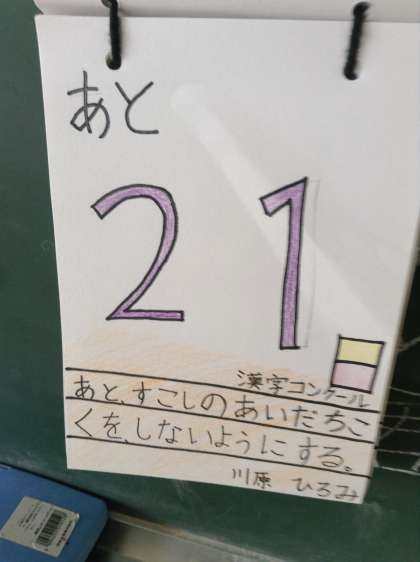 あと
21
漢字コンクール
あと、すこしのあいだちこ
くを、しないようにする。
川原 ひろみ